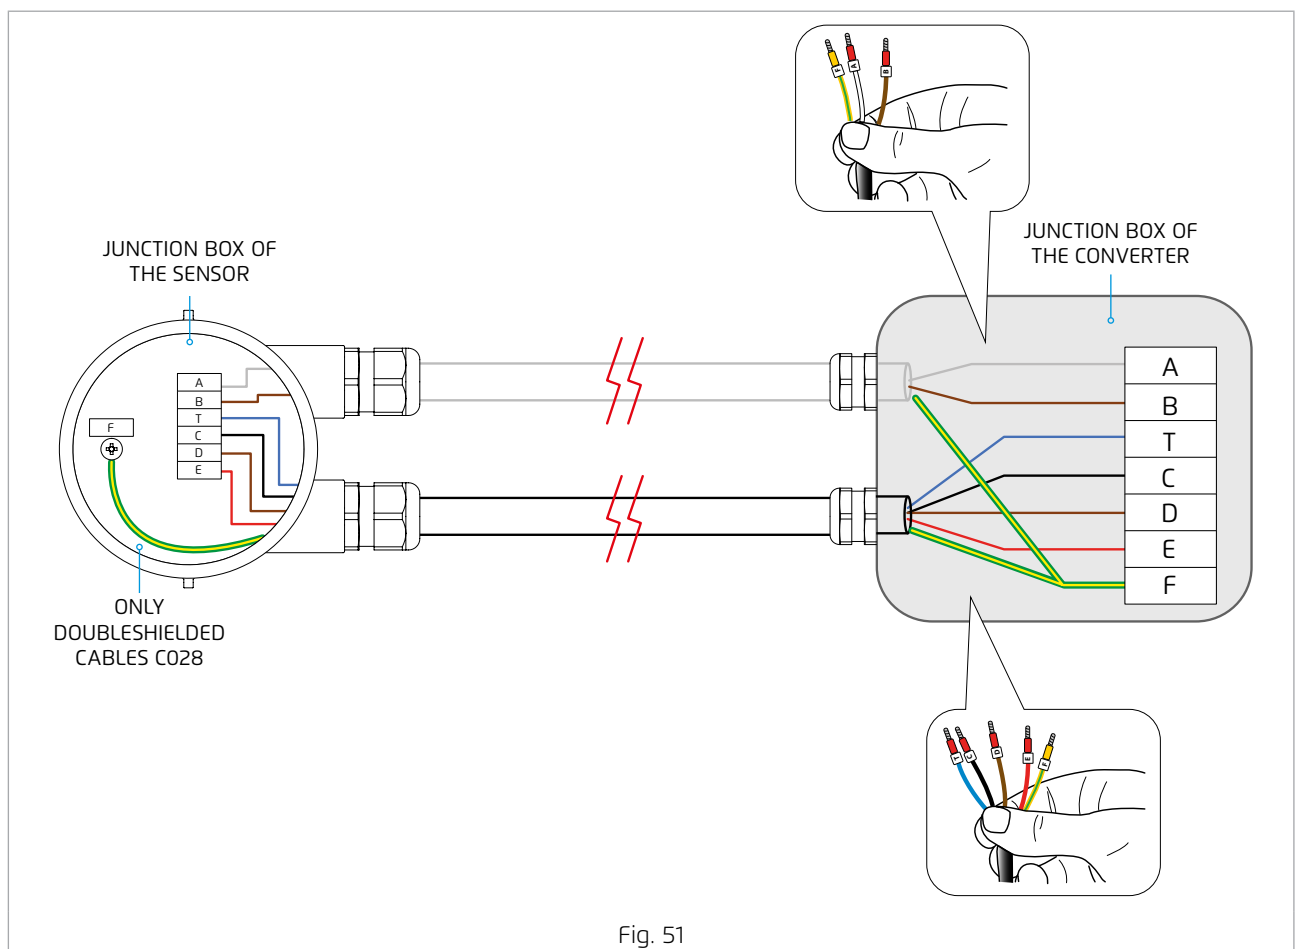 F
A
B
JUNCTION BOX OF
THE SENSOR
JUNCTION BOX OF
THE CONVERTER
A
B
T
C
D
E
F
A
B
T
C
D
E
F
ONLY
DOUBLESHIELDED
CABLES C028
T
C
D
E
F
Fig. 51